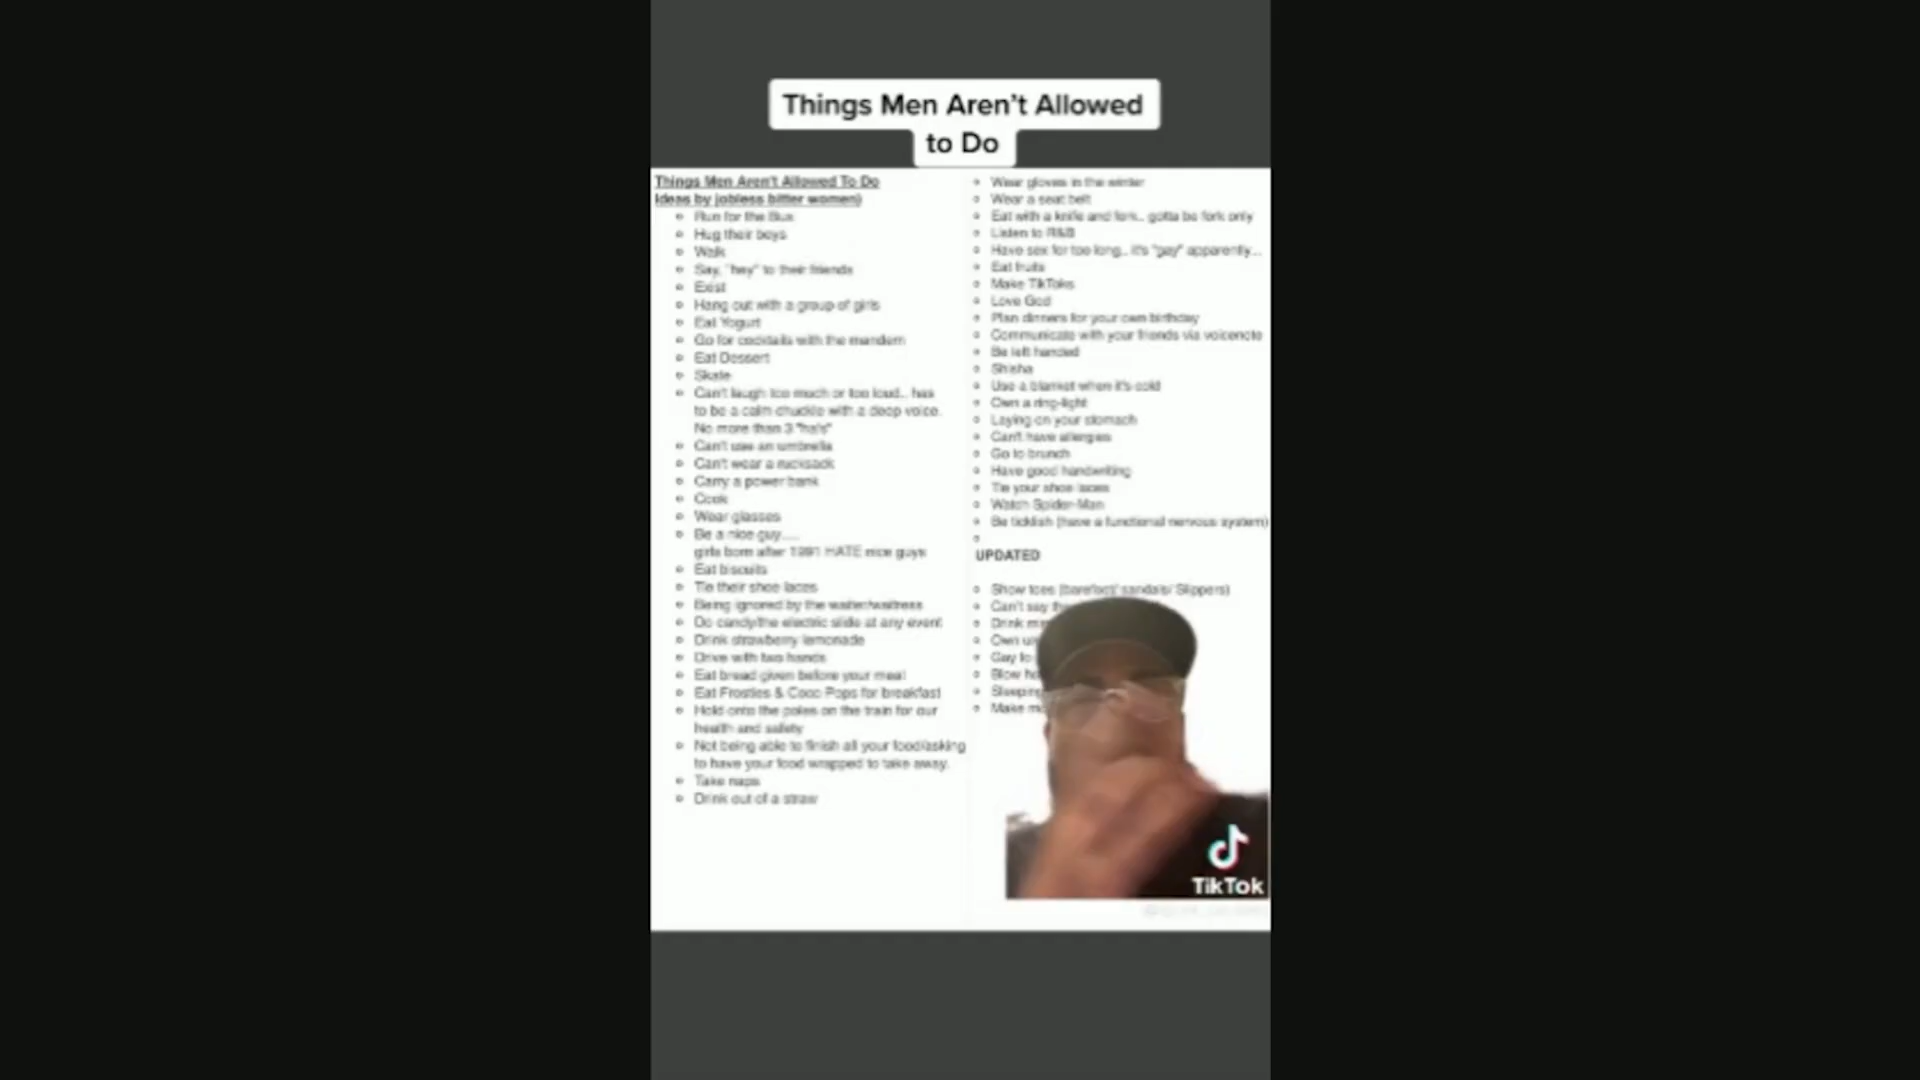 Things Men Aren't Allowed
to Do
Things Men Aren't Allowed To Do
Ideas by jobless bitter women)
Run for the Bus
Hug their boys
Walk
Say, "hey" to their friends
Exist
Hang out with a group of girls
Eat Yogurt
Go for cocktails with the mandem
Eat Dessert
Skate
Can't laugh too much or too loud.. has
to be a calm chuckle with a deep voice.
No more than 3 "ha's"
Can't use an umbrella
Can't wear a rucksack
Carry a power bank
Cook
Wear glasses
Be a nice guy.....
girls born after 1991 HATE nice guys
Eat biscuits
Tie their shoe laces
Being ignored by the waiter/waitress
Do candy/the electric slide at any event
Drink strawberry lemonade
Drive with two hands
Eat bread given before your meal
Eat Frosties & Coco Pops for breakfast
Hold onto the poles on the train for our
health and safety
Not being able to finish all your food/asking
to have your food wrapped to take away.
Take naps
Drink out of a straw
Wear gloves in the winter
Wear a seat belt
Eat with a knife and fork.. gotta be fork only
Listen to R&B
Have sex for too long.. it's "gay" apparently...
Eat fruits
Make TikToks
Love God
Plan dinners for your own birthday
Communicate with your friends via voicenote
Be left handed
Shisha
Use a blanket when it's cold
Own a ring-light
Laying on your stomach
Can't have allergies
Go to brunch
Have good handwriting
Tie your shoe laces
Watch Spider-Man
Be ticklish (have a functional nervous system)
UPDATED
Show toes (barefoot/ sandals/ Slippers)
Can't say
Drink
Own
Gay to
Blow
Sleeping
Make
TikTok